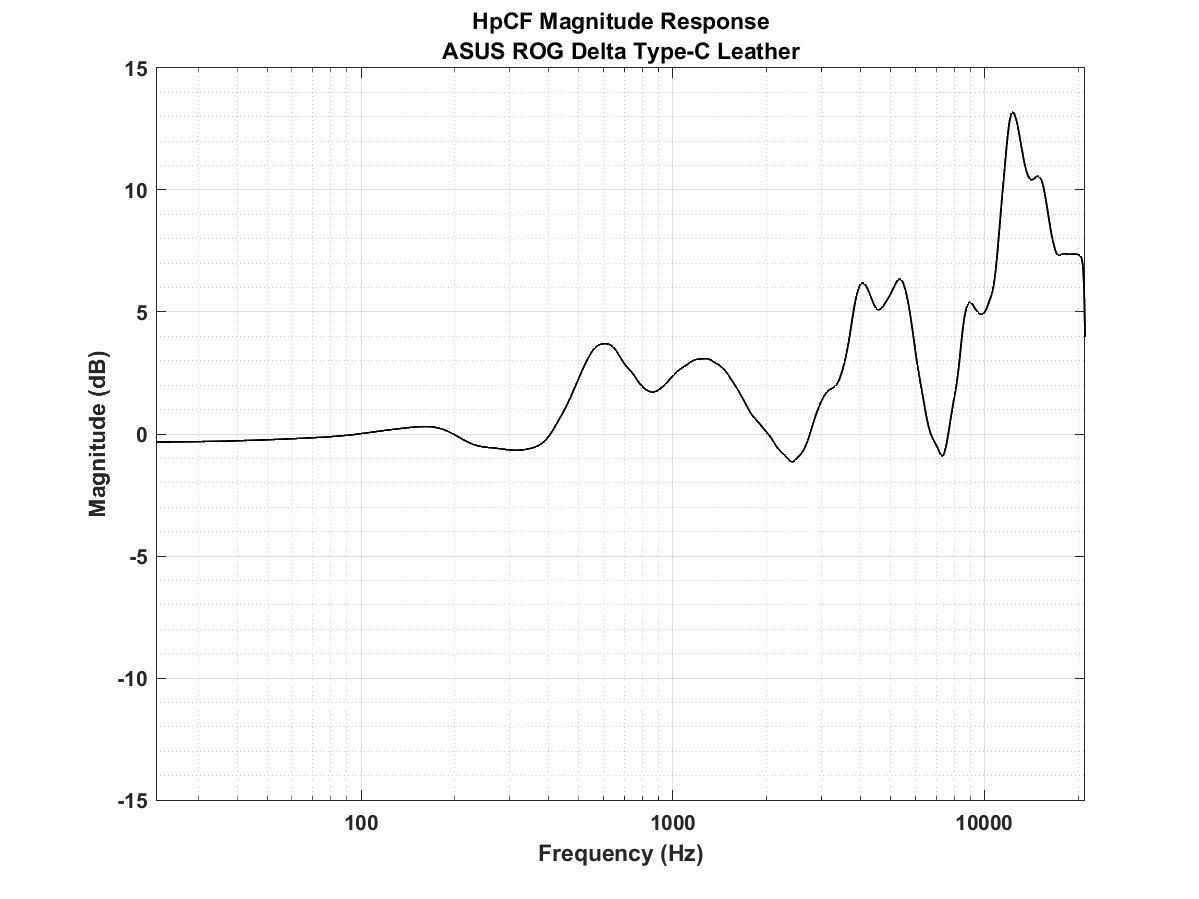 HpCF Magnitude Response
ASUS ROG Delta Type-C Leather
15
10
5
0
-5
-10
-15
Magnitude (dB)
100 1000 10000
Frequency (Hz)